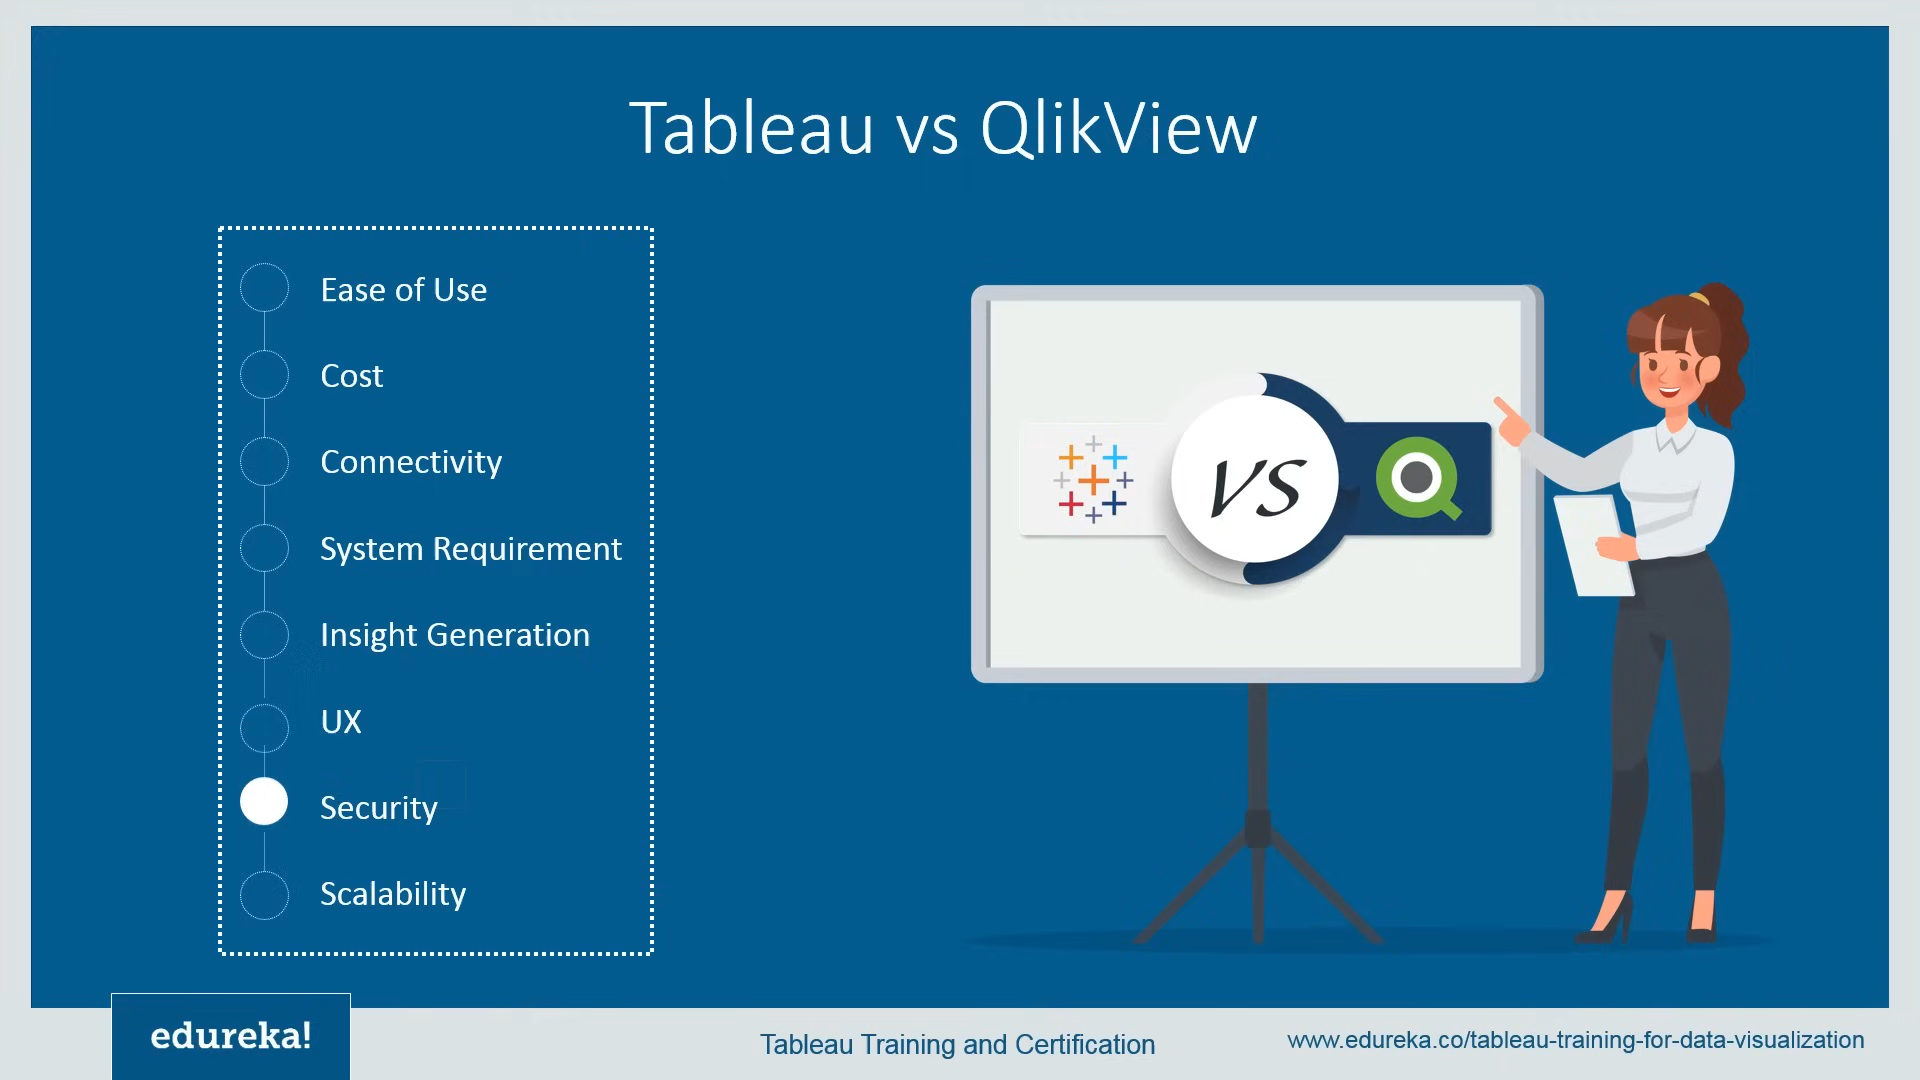 Tableau vs QlikView
Ease of Use
Cost
Connectivity
System Requirement
Insight Generation
UX
Security
Scalability
VS
edureka!
Tableau Training and Certification
www.edureka.co/tableau-training-for-data-visualization